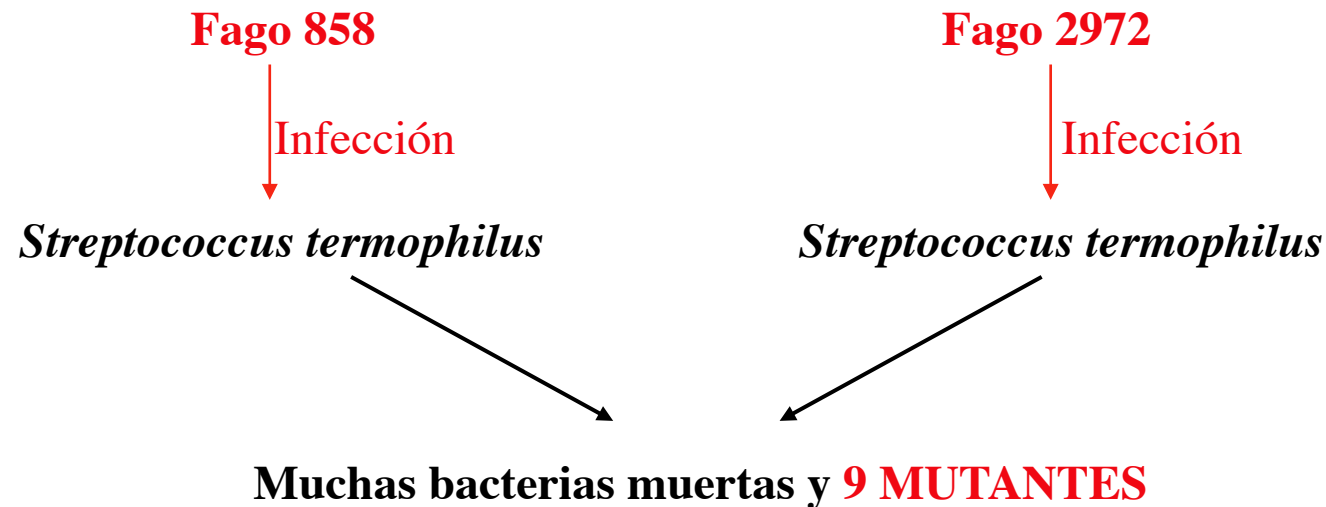 Fago 858
Fago 2972
Infección
Infección
Streptococcus termophilus
Streptococcus termophilus
Muchas bacterias muertas y 9 MUTANTES